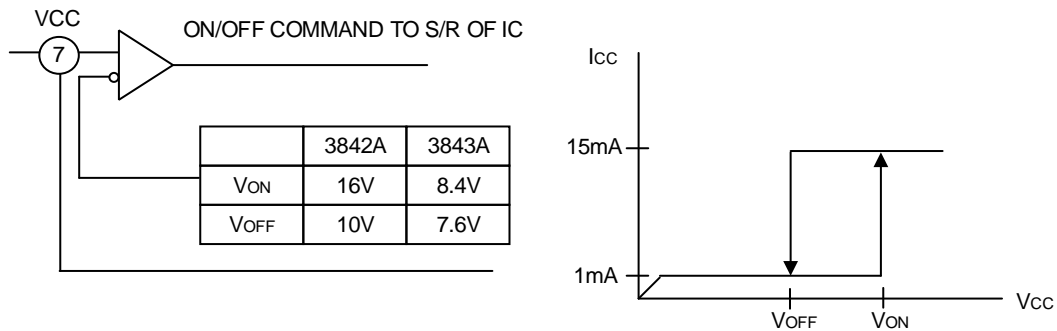 VCC
7
ON/OFF COMMAND TO S/R OF IC
3842A 3843A
VON 16V 8.4V
VOFF 10V 7.6V
ICC
15mA
1mA
VOFF
VON
VCC